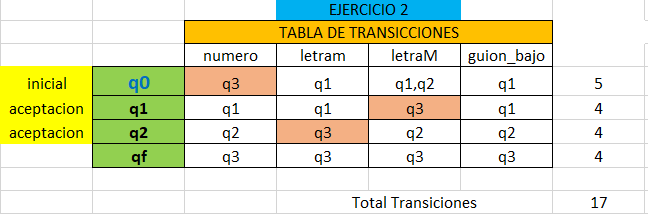 EJERCICIO 2
TABLA DE TRANSICCIONES
numero letram letraM guion_bajo
inicial q0 q3 q1 q1,q2 q1 5
aceptacion q1 q1 q1 q3 q1 4
aceptacion q2 q2 q3 q2 q2 4
qf q3 q3 q3 q3 4
Total Transiciones 17